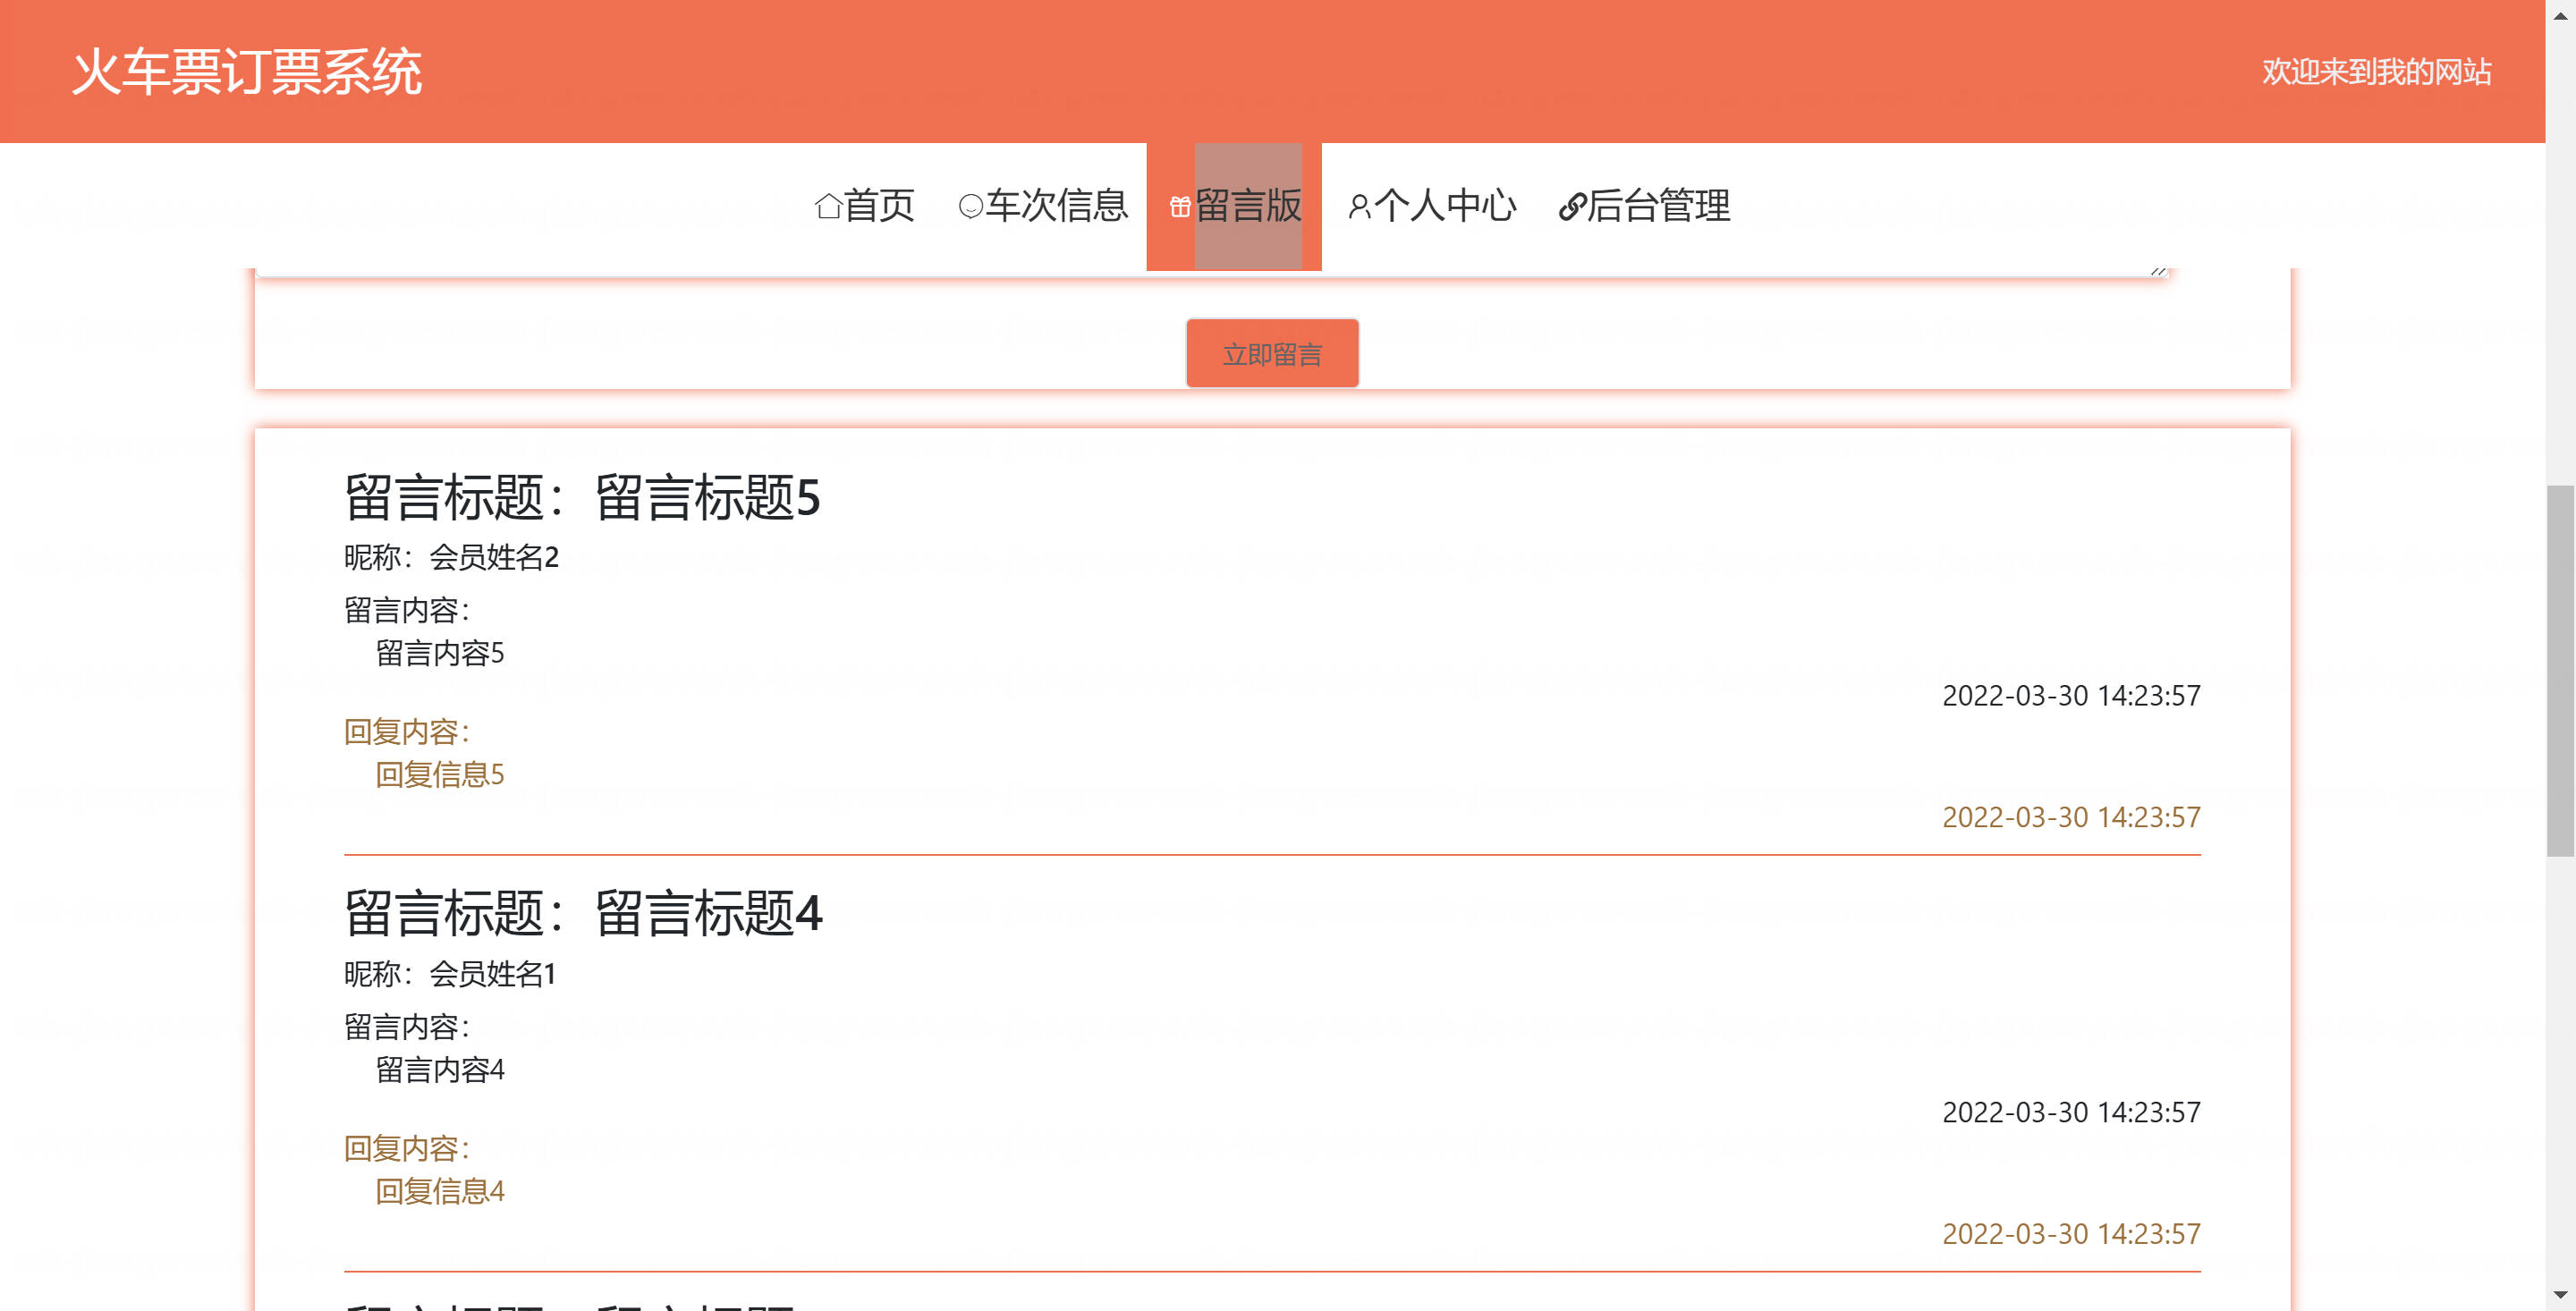 火车票订票系统
欢迎来到我的网站
首页 车次信息 留言版 个人中心 后台管理
立即留言
留言标题：留言标题5
昵称：会员姓名2
留言内容：
留言内容5
2022-03-30 14:23:57
回复内容：
回复信息5
2022-03-30 14:23:57
留言标题：留言标题4
昵称：会员姓名1
留言内容：
留言内容4
2022-03-30 14:23:57
回复内容：
回复信息4
2022-03-30 14:23:57